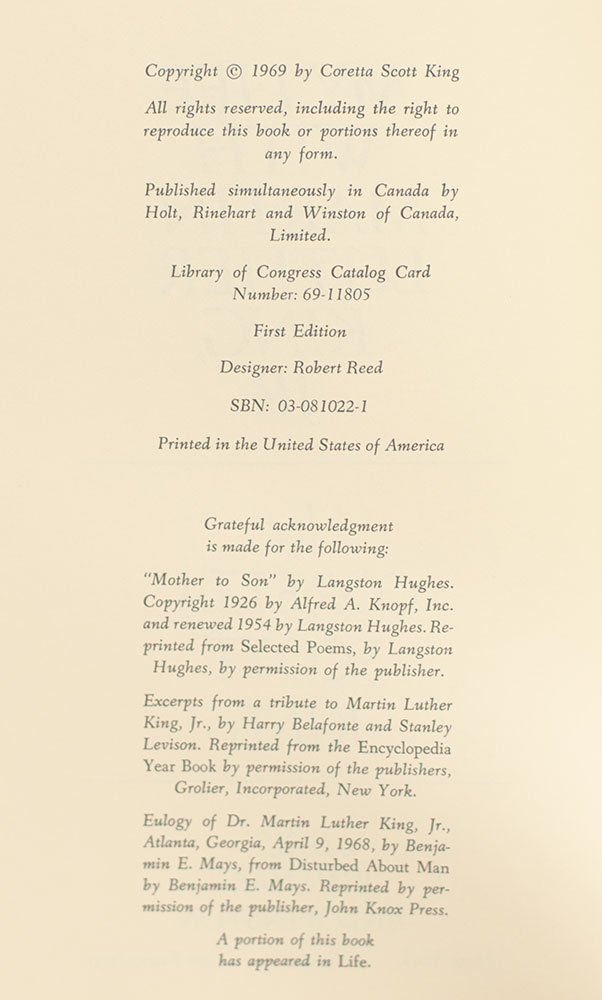 Copyright © 1969 by Coretta Scott King
All rights reserved, including the right to
reproduce this book or portions thereof in
any form.
Published simultaneously in Canada by
Holt, Rinehart and Winston of Canada,
Limited.
Library of Congress Catalog Card
Number: 69-11805
First Edition
Designer: Robert Reed
SBN: 03-081022-1
Printed in the United States of America
Grateful acknowledgment
is made for the following:
"Mother to Son" by Langston Hughes.
Copyright 1926 by Alfred A. Knopf, Inc.
and renewed 1954 by Langston Hughes. Re-
printed from Selected Poems, by Langston
Hughes, by permission of the publisher.
Excerpts from a tribute to Martin Luther
King, Jr., by Harry Belafonte and Stanley
Levison. Reprinted from the Encyclopedia
Year Book by permission of the publishers,
Grolier, Incorporated, New York.
Eulogy of Dr. Martin Luther King, Jr.,
Atlanta, Georgia, April 9, 1968, by Benja-
min E. Mays, from Disturbed About Man
by Benjamin E. Mays. Reprinted by per-
mission of the publisher, John Knox Press.
A portion of this book
has appeared in Life.